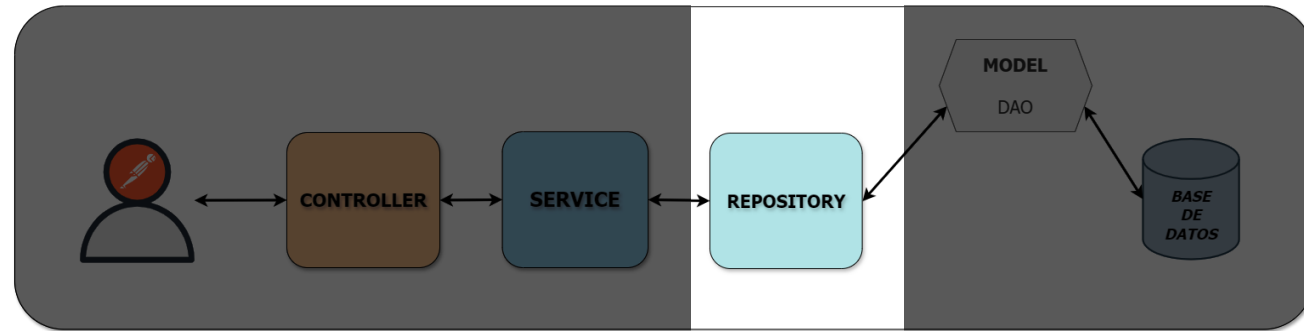 CONTROLLER
SERVICE
REPOSITORY
MODEL
DAO
BASE
DE
DATOS